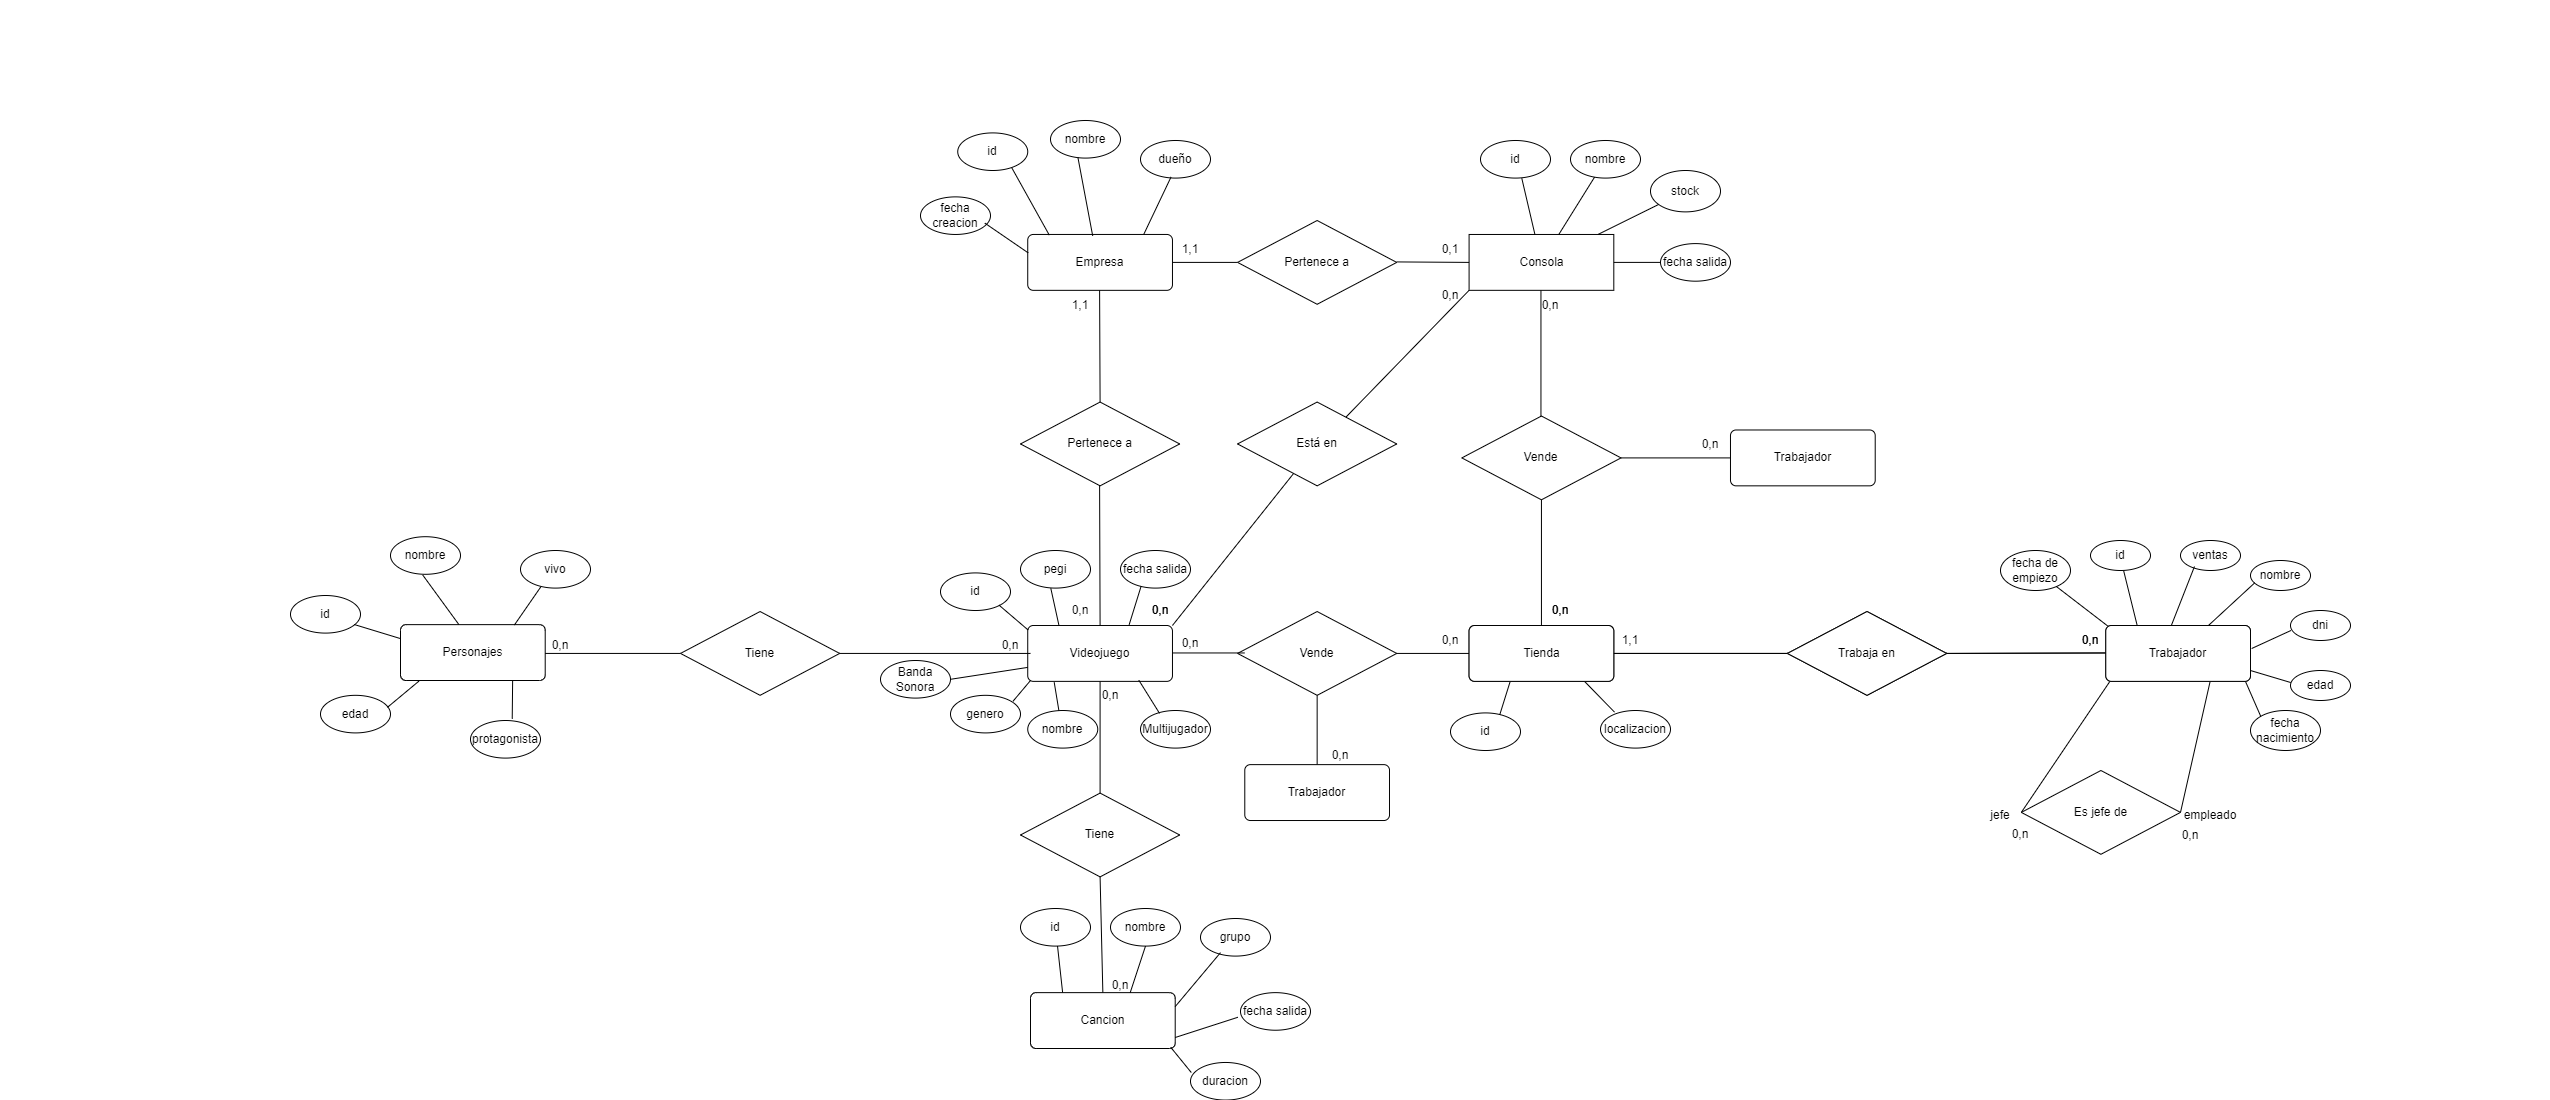 nombre
id
dueño
id
nombre
stock
fecha
creacion
Empresa
1,1
Pertenece a
0,1
Consola
fecha salida
1,1
0,n
0,n
Pertenece a
Está en
Vende
0,n
Trabajador
nombre
vivo
id
pegi
fecha salida
id
0,n
0,n
0,n
fecha de
empiezo
id
ventas
nombre
dni
Personajes
0,n
Tiene
0,n
Videojuego
0,n
Vende
0,n
Tienda
1,1
Trabaja en
0,n
Trabajador
Banda
Sonora
edad
protagonista
genero
nombre
0,n
Multijugador
id
localizacion
edad
fecha
nacimiento
0,n
Trabajador
Tiene
jefe
0,n
Es jefe de
empleado
0,n
id
nombre
grupo
0,n
Cancion
fecha salida
duracion